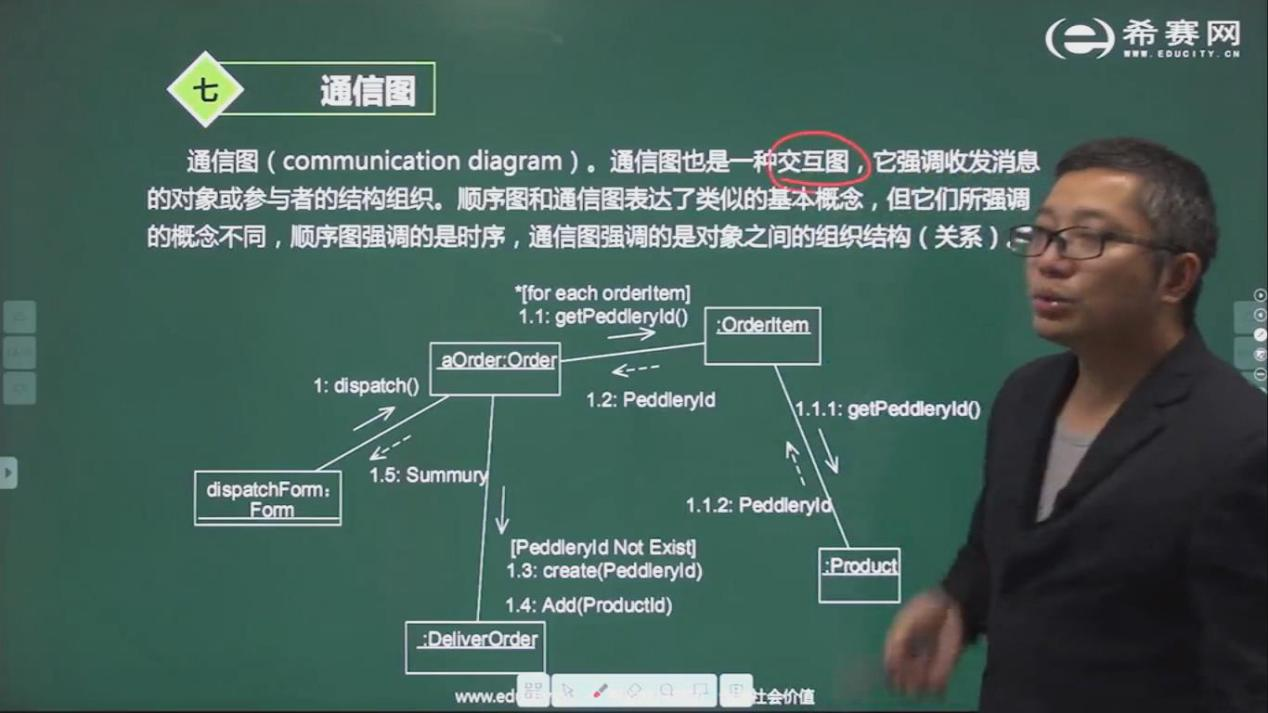 希赛网
WWW.EDUCITY.CN
七
通信图
通信图（communication diagram）。通信图也是一种交互图，它强调收发消息
的对象或参与者的结构组织。顺序图和通信图表达了类似的基本概念，但它们所强调
的概念不同，顺序图强调的是时序，通信图强调的是对象之间的组织结构（关系）。
*[for each orderItem]
1.1: getPeddleryId()
:OrderItem
aOrder:Order
1: dispatch()
1.2: PeddleryId
1.1.1: getPeddleryId()
1.5: Summury
dispatchForm:
Form
1.1.2: PeddleryId
[PeddleryId Not Exist]
1.3: create(PeddleryId)
:Product
1.4: Add(ProductId)
:DeliverOrder
www.edu
社会价值